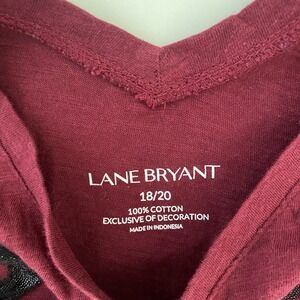 LANE BRYANT
18/20
100% COTTON
EXCLUSIVE OF DECORATION
MADE IN INDONESIA